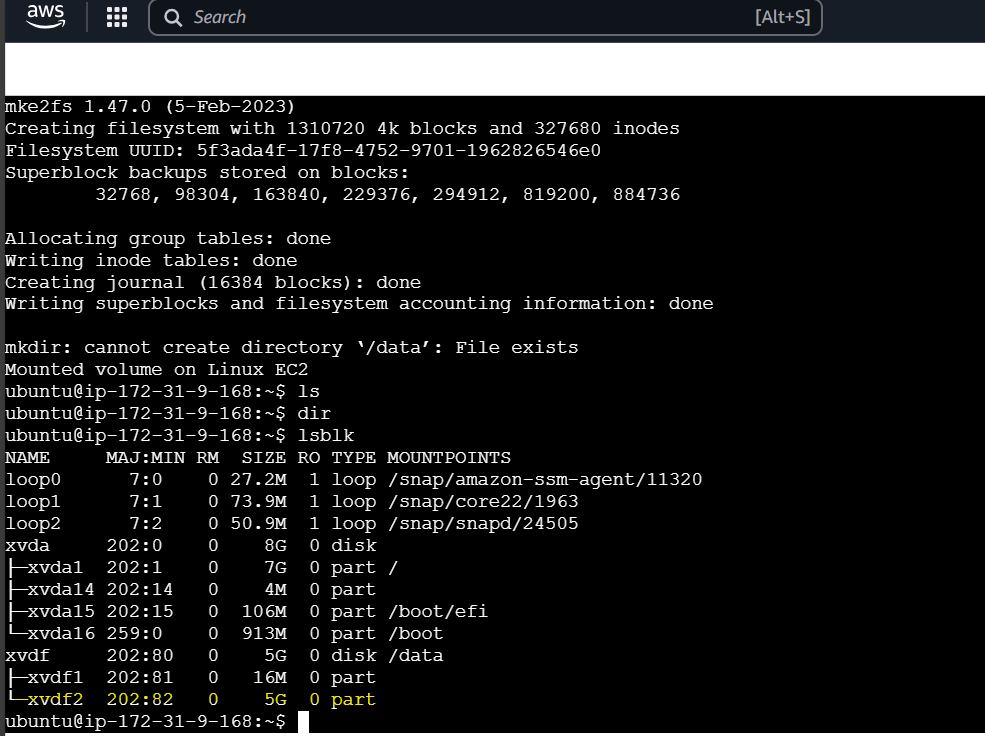 aws
Search [Alt+S]
mke2fs 1.47.0 (5-Feb-2023)
Creating filesystem with 1310720 4k blocks and 327680 inodes
Filesystem UUID: 5f3ada4f-17f8-4752-9701-1962826546e0
Superblock backups stored on blocks:
        32768, 98304, 163840, 229376, 294912, 819200, 884736
Allocating group tables: done
Writing inode tables: done
Creating journal (16384 blocks): done
Writing superblocks and filesystem accounting information: done
mkdir: cannot create directory ‘/data’: File exists
Mounted volume on Linux EC2
ubuntu@ip-172-31-9-168:~$ ls
ubuntu@ip-172-31-9-168:~$ dir
ubuntu@ip-172-31-9-168:~$ lsblk
NAME     MAJ:MIN RM  SIZE RO TYPE MOUNTPOINTS
loop0      7:0    0 27.2M  1 loop /snap/amazon-ssm-agent/11320
loop1      7:1    0 73.9M  1 loop /snap/core22/1963
loop2      7:2    0 50.9M  1 loop /snap/snapd/24505
xvda     202:0    0    8G  0 disk
├─xvda1  202:1    0    7G  0 part /
├─xvda14 202:14   0    4M  0 part
├─xvda15 202:15   0  106M  0 part /boot/efi
└─xvda16 259:0    0  913M  0 part /boot
xvdf     202:80   0    5G  0 disk /data
├─xvdf1  202:81   0   16M  0 part
└─xvdf2  202:82   0    5G  0 part
ubuntu@ip-172-31-9-168:~$